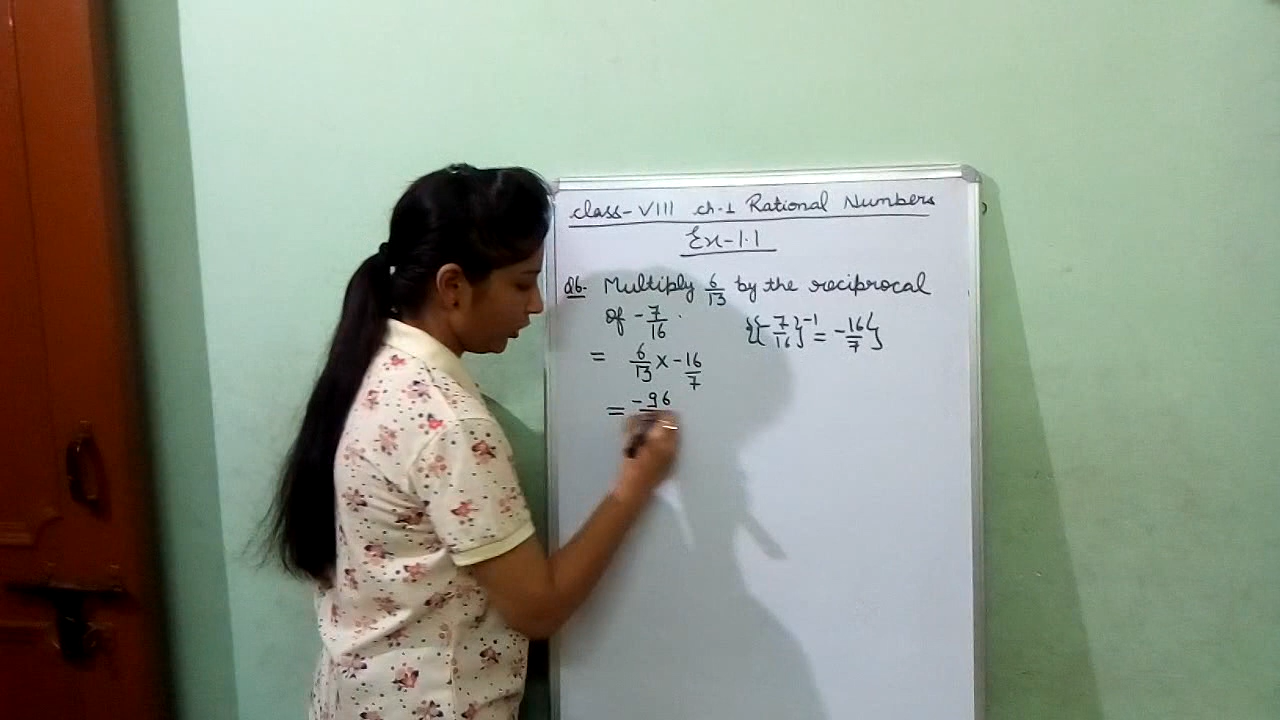 Class-VIII ch-1 Rational Numbers
Ex-1.1
Q6. Multiply 6/13 by the reciprocal
of -7/16. {{-7/16}⁻¹ = -16/7}
= 6/13 x -16/7
= -96